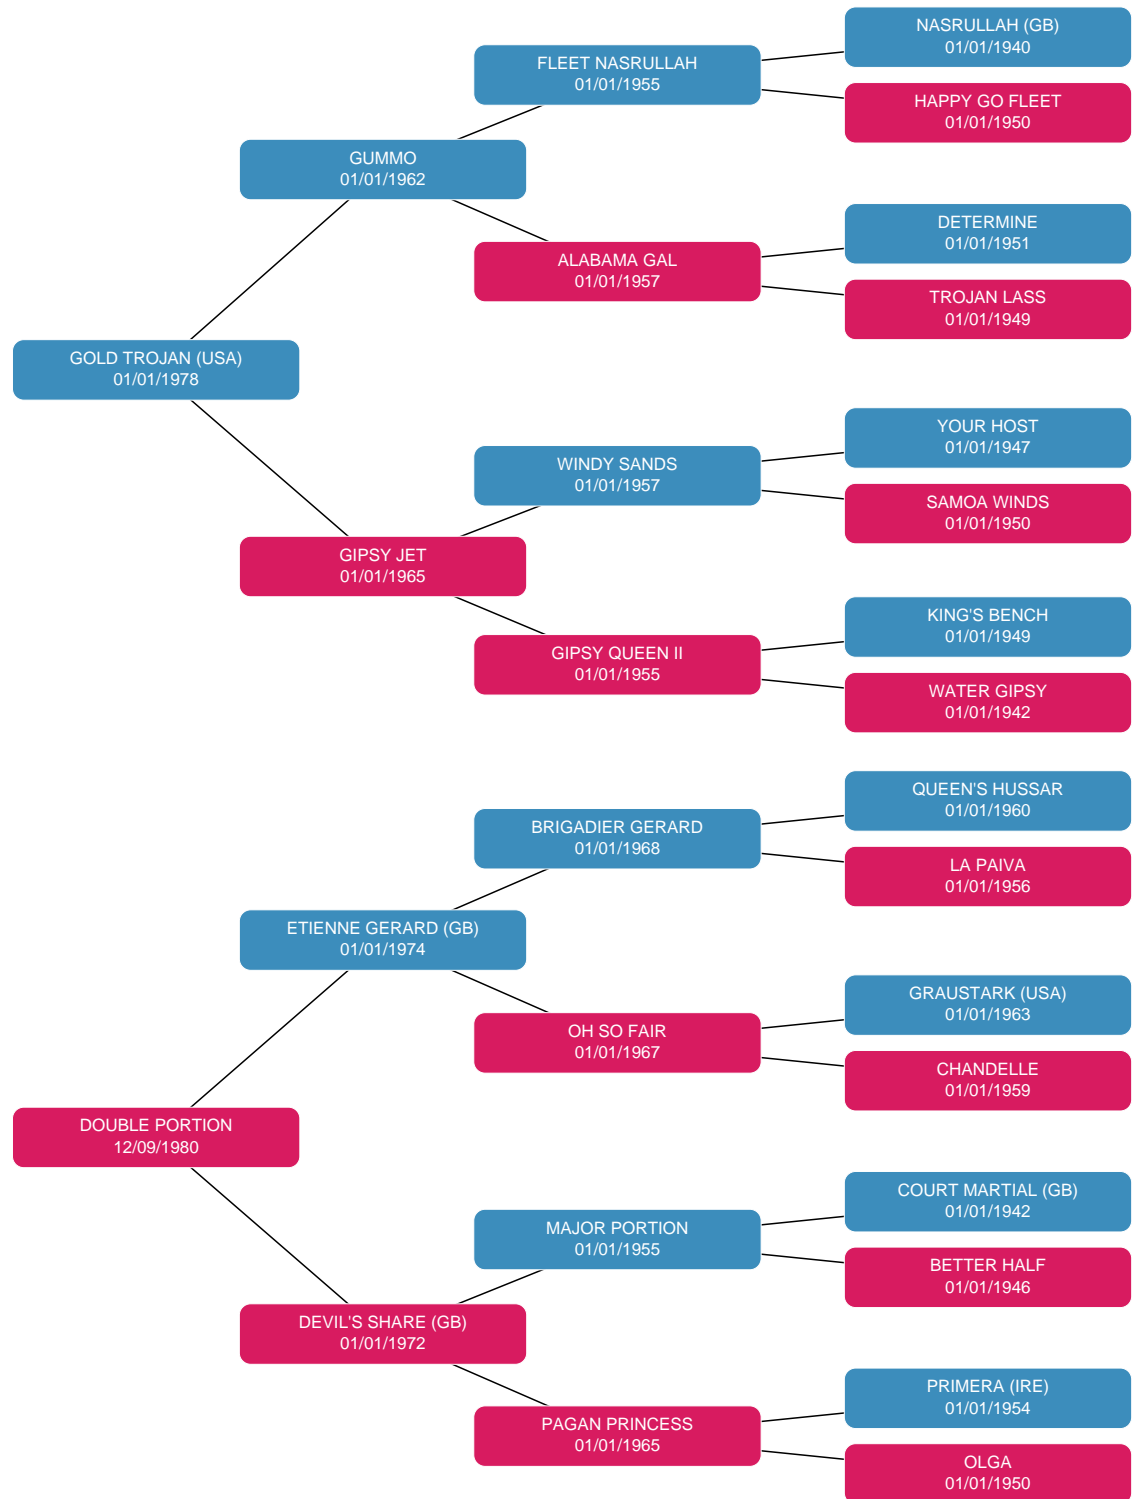 NASRULLAH (GB)
01/01/1940
FLEET NASRULLAH
01/01/1955
HAPPY GO FLEET
01/01/1950
GUMMO
01/01/1962
DETERMINE
01/01/1951
ALABAMA GAL
01/01/1957
TROJAN LASS
01/01/1949
GOLD TROJAN (USA)
01/01/1978
YOUR HOST
01/01/1947
WINDY SANDS
01/01/1957
SAMOA WINDS
01/01/1950
GIPSY JET
01/01/1965
KING'S BENCH
01/01/1949
GIPSY QUEEN II
01/01/1955
WATER GIPSY
01/01/1942
QUEEN'S HUSSAR
01/01/1960
BRIGADIER GERARD
01/01/1968
LA PAIVA
01/01/1956
ETIENNE GERARD (GB)
01/01/1974
GRAUSTARK (USA)
01/01/1963
OH SO FAIR
01/01/1967
CHANDELLE
01/01/1959
DOUBLE PORTION
12/09/1980
COURT MARTIAL (GB)
01/01/1942
MAJOR PORTION
01/01/1955
BETTER HALF
01/01/1946
DEVIL'S SHARE (GB)
01/01/1972
PRIMERA (IRE)
01/01/1954
PAGAN PRINCESS
01/01/1965
OLGA
01/01/1950